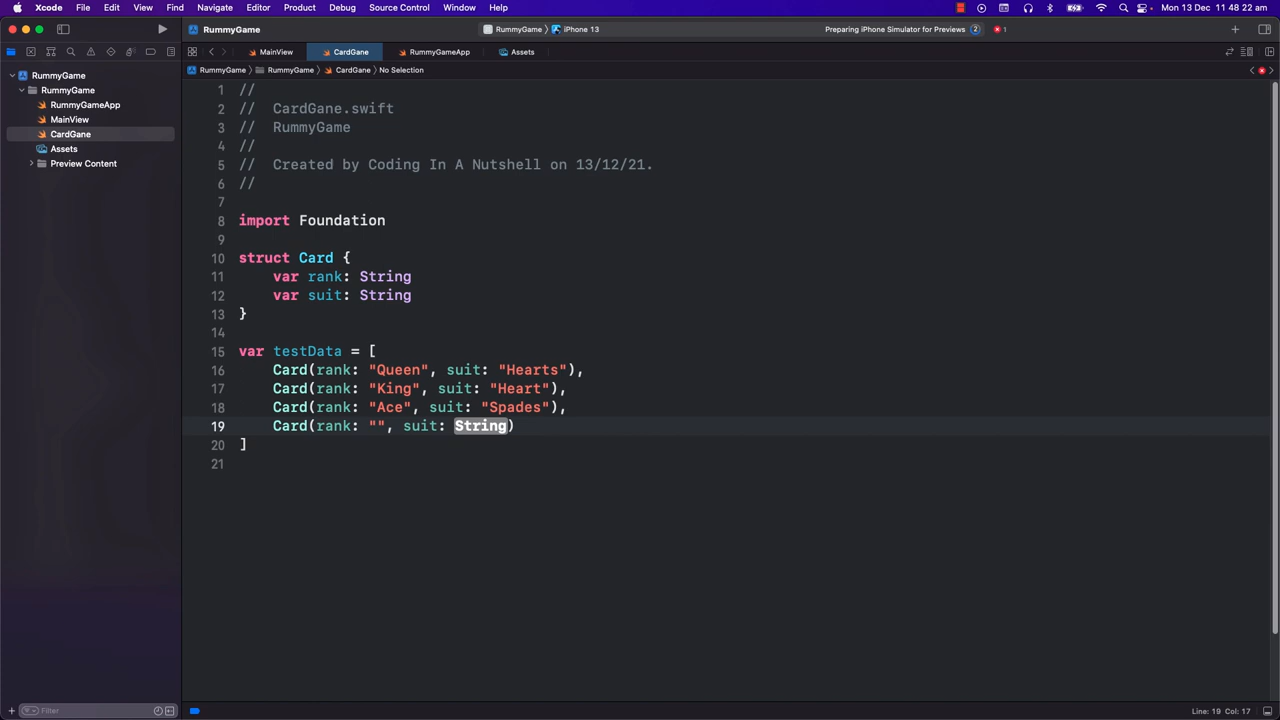 Xcode File Edit View Find Navigate Editor Product Debug Source Control Window Help Mon 13 Dec 11 48 22 am
RummyGame RummyGame iPhone 13 Preparing iPhone Simulator for Previews 2 1
MainView CardGane RummyGameApp Assets
RummyGame RummyGame CardGane No Selection
RummyGame
RummyGame
RummyGameApp
MainView
CardGane
Assets
Preview Content
1 //
2 // CardGane.swift
3 // RummyGame
4 //
5 // Created by Coding In A Nutshell on 13/12/21.
6 //
7
8 import Foundation
9
10 struct Card {
11 var rank: String
12 var suit: String
13 }
14
15 var testData = [
16 Card(rank: "Queen", suit: "Hearts"),
17 Card(rank: "King", suit: "Heart"),
18 Card(rank: "Ace", suit: "Spades"),
19 Card(rank: "", suit: String)
20 ]
21
Filter
Line: 19 Col: 17